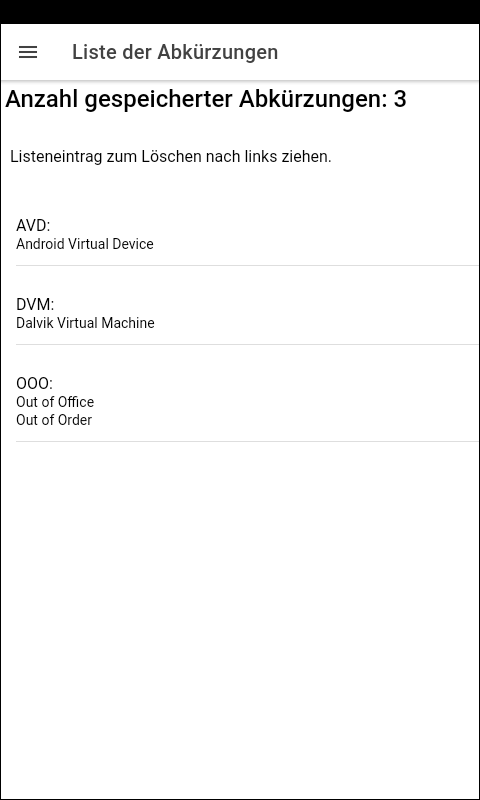 Liste der Abkürzungen
Anzahl gespeicherter Abkürzungen: 3
Listeneintrag zum Löschen nach links ziehen.
AVD:
Android Virtual Device
DVM:
Dalvik Virtual Machine
OOO:
Out of Office
Out of Order